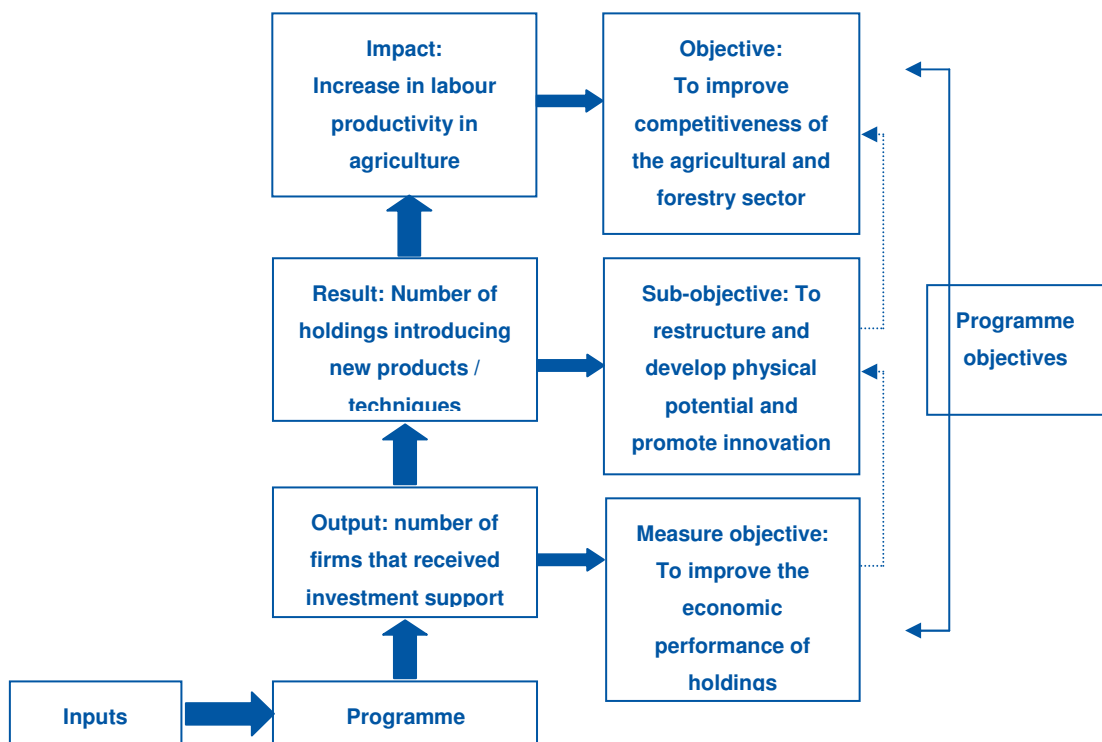 Impact:
Increase in labour
productivity in
agriculture
Objective:
To improve
competitiveness of
the agricultural and
forestry sector
Result: Number of
holdings introducing
new products /
techniques
Sub-objective: To
restructure and
develop physical
potential and
promote innovation
Programme
objectives
Output: number of
firms that received
investment support
Measure objective:
To improve the
economic
performance of
holdings
Inputs
Programme